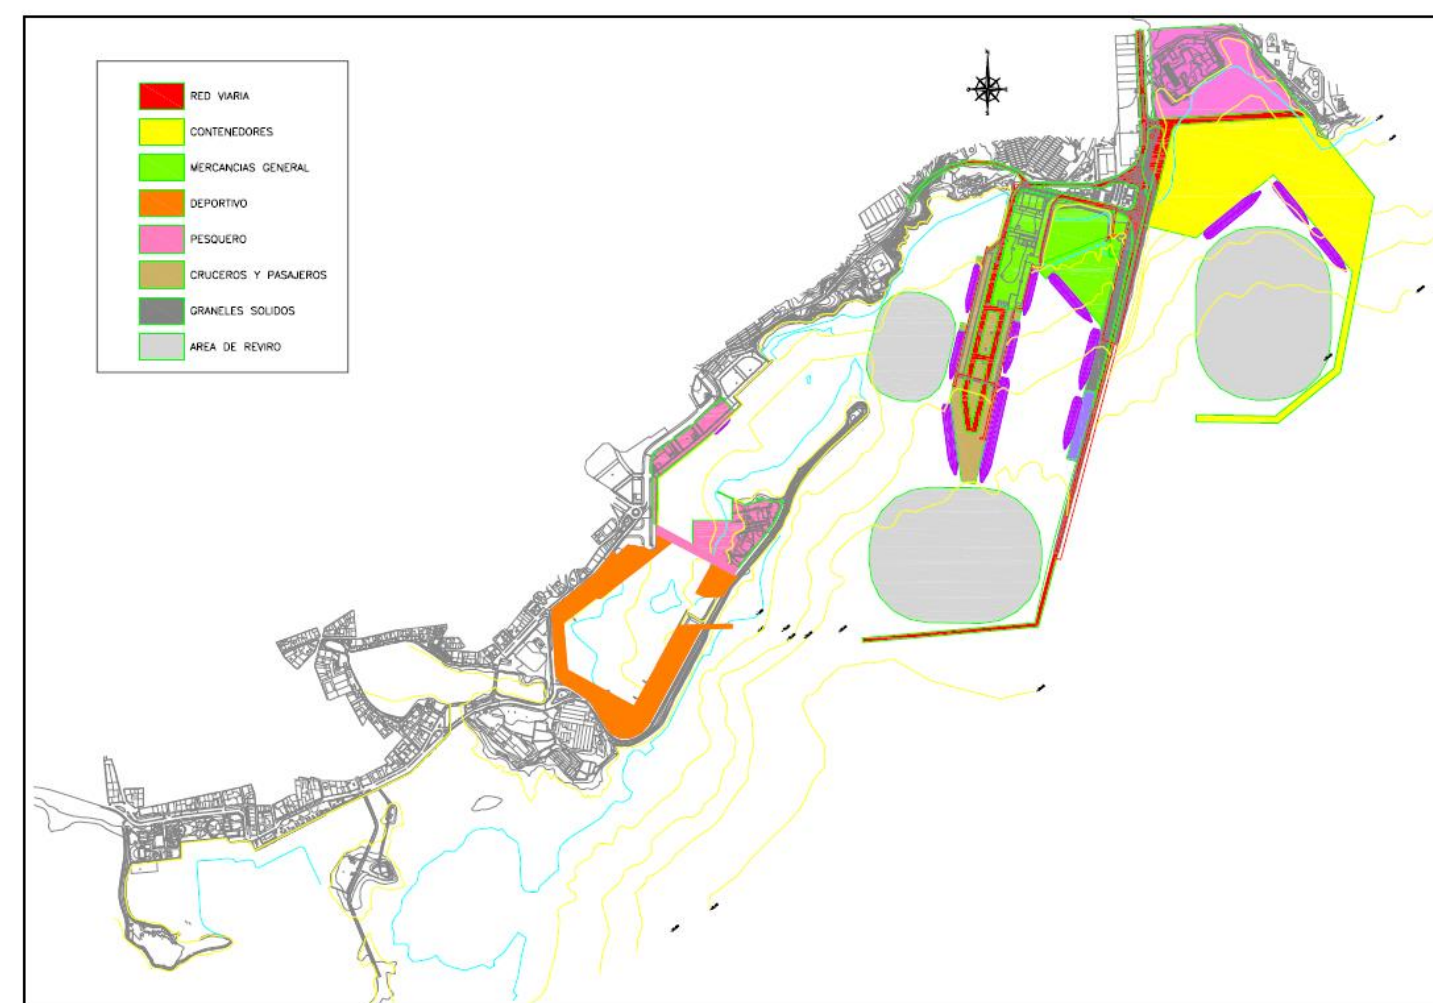 RED VIARIA
CONTENEDORES
MERCANCIAS GENERAL
DEPORTIVO
PESQUERO
CRUCEROS Y PASAJEROS
GRANELES SOLIDOS
AREA DE REVIRO